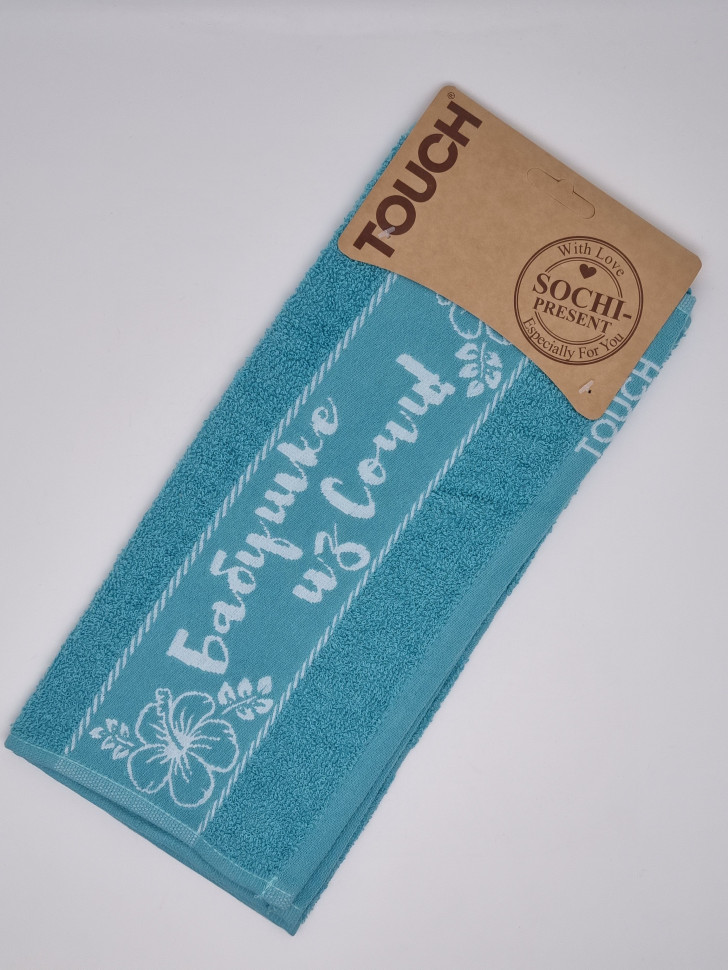 TOUCH®
With Love
SOCHI-
PRESENT
Especially For You
TOUCH
Бабушке
из Сочи